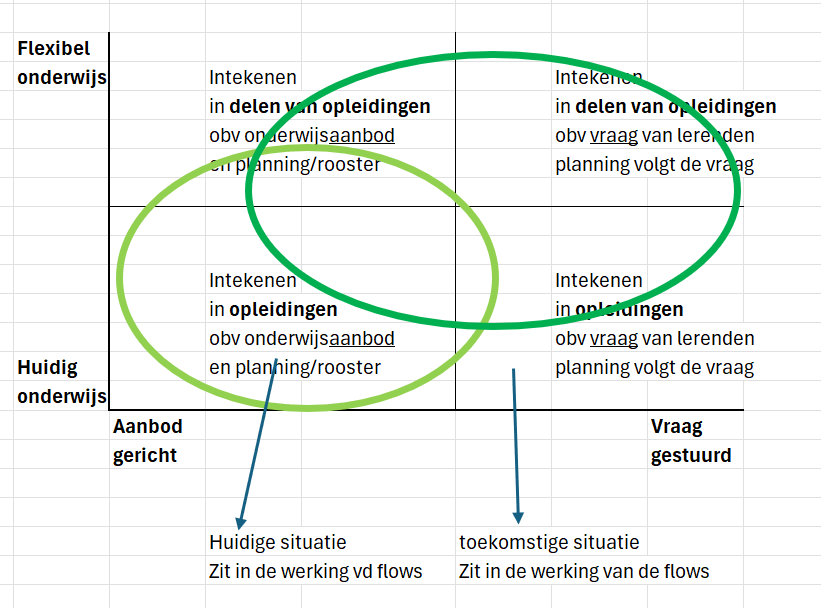 Flexibel
onderwijs
Intekenen
in delen van opleidingen
obv onderwijsaanbod
en planning/rooster
Intekenen
in delen van opleidingen
obv vraag van lerenden
planning volgt de vraag
Intekenen
in opleidingen
obv onderwijsaanbod
en planning/rooster
Intekenen
in opleidingen
obv vraag van lerenden
planning volgt de vraag
Huidig
onderwijs
Aanbod
gericht
Vraag
gestuurd
Huidige situatie
Zit in de werking vd flows
toekomstige situatie
Zit in de werking van de flows